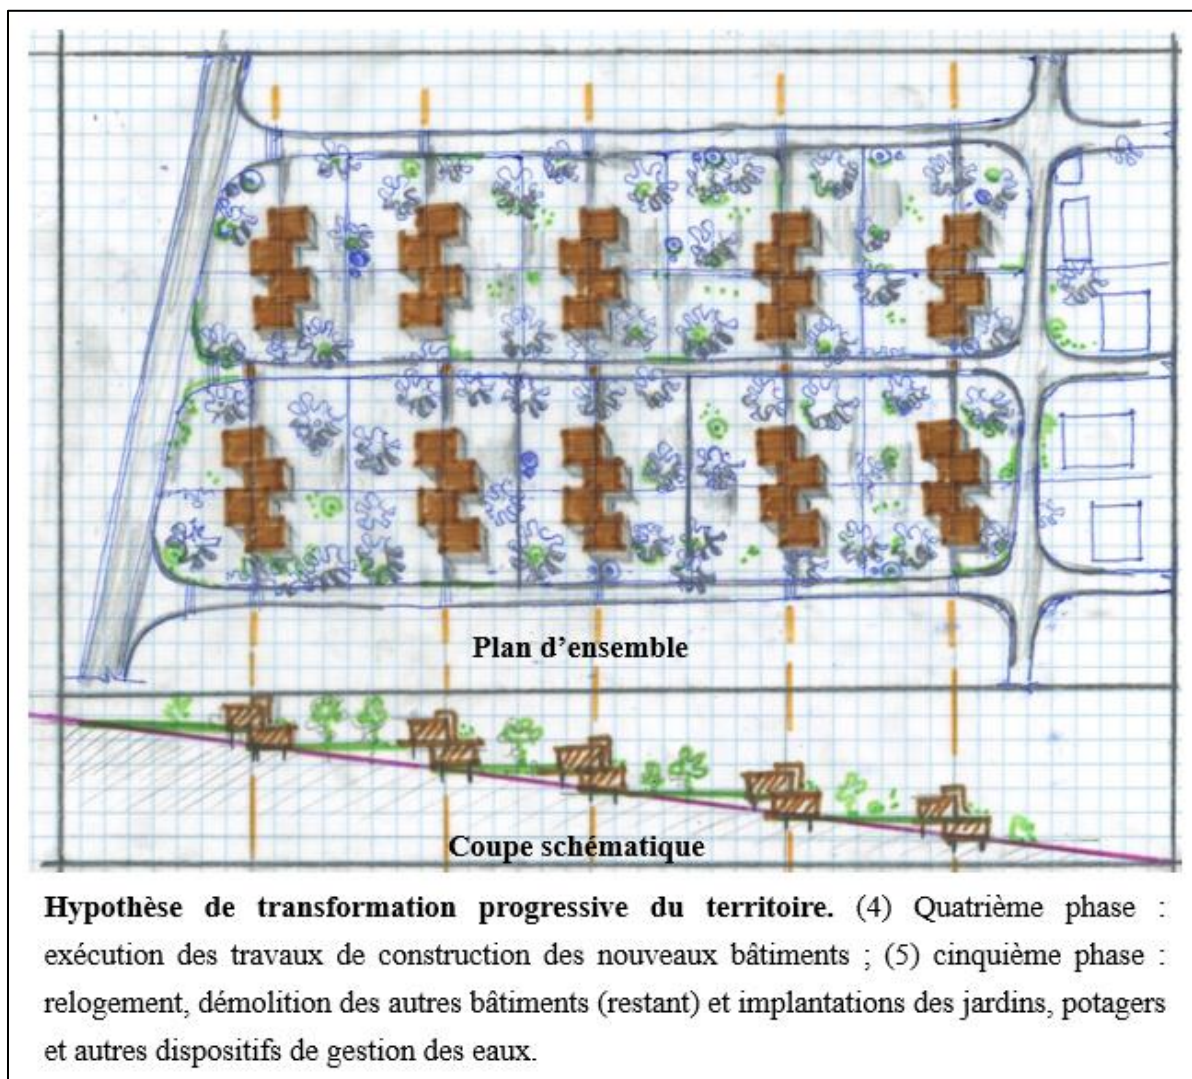 Plan d’ensemble
Coupe schématique
Hypothèse de transformation progressive du territoire. (4) Quatrième phase :
exécution des travaux de construction des nouveaux bâtiments ; (5) cinquième phase :
relogement, démolition des autres bâtiments (restant) et implantations des jardins, potagers
et autres dispositifs de gestion des eaux.